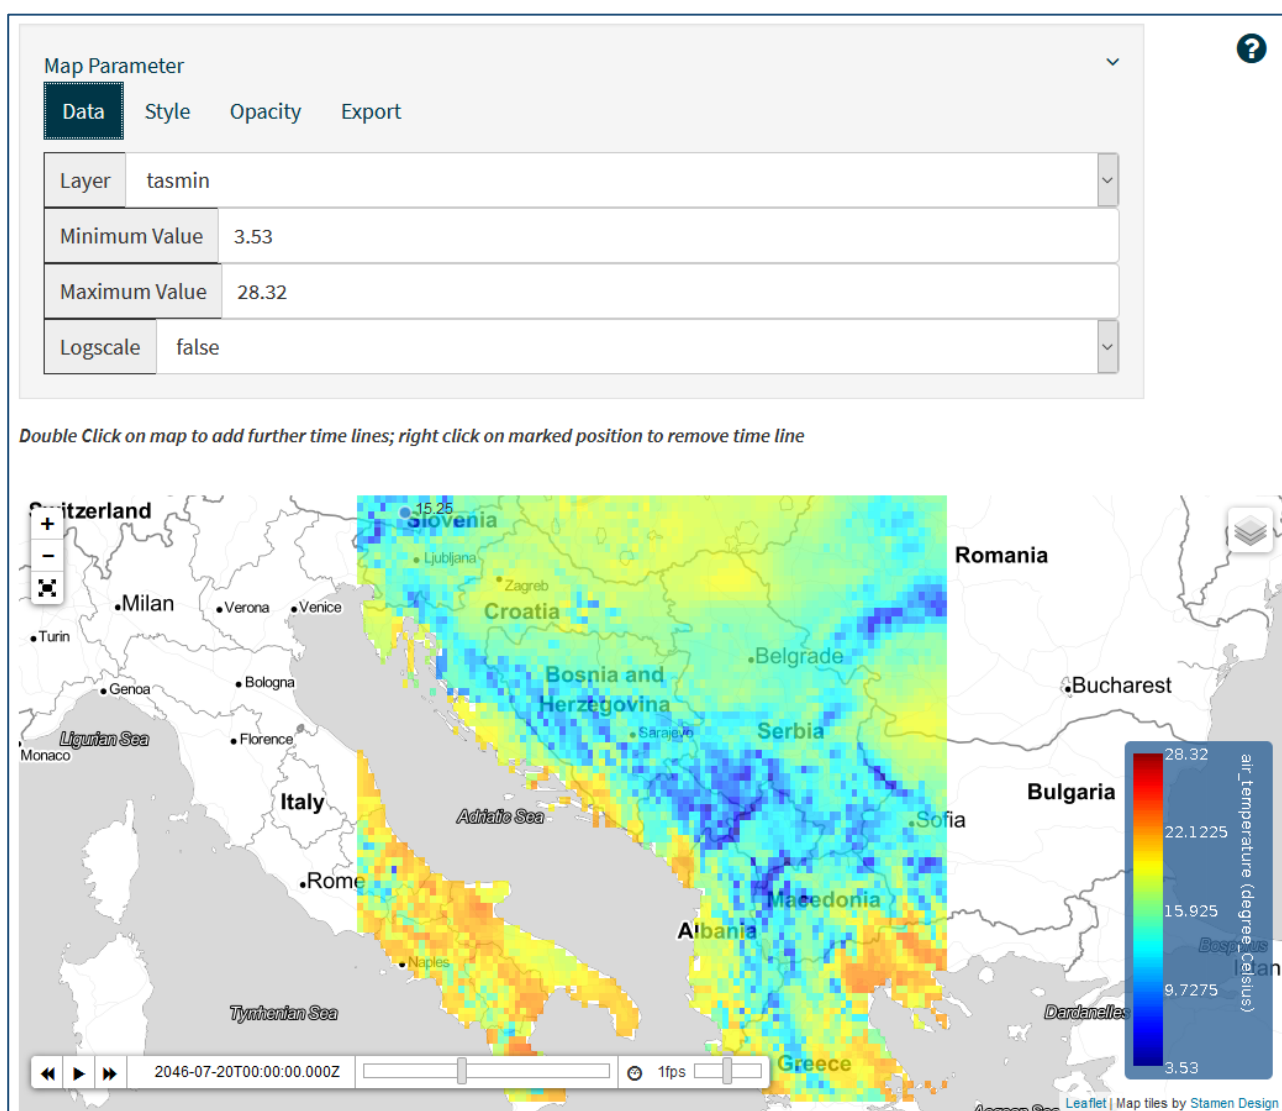 Map Parameter
Data Style Opacity Export
Layer tasmin
Minimum Value 3.53
Maximum Value 28.32
Logscale false
Double Click on map to add further time lines; right click on marked position to remove time line
Switzerland
+
−
15.25
Slovenia
Ljubljana
Romania
Zagreb
Milan
Verona
Venice
Croatia
Turin
Belgrade
Bosnia and
Herzegovina
Genoa
Bologna
Bucharest
Ligurian Sea
Florence
Sarajevo
Serbia
Monaco
28.32
Italy
Bulgaria
Adriatic Sea
Sofia
22.1225
air_temperature (degree_Celsius)
Rome
Macedonia
15.925
Albania
Bosporus
Istan
Naples
9.7275
Tyrrhenian Sea
Dardanelles
Greece
3.53
2046-07-20T00:00:00.000Z
1fps
Leaflet | Map tiles by Stamen Design
Aegean Sea